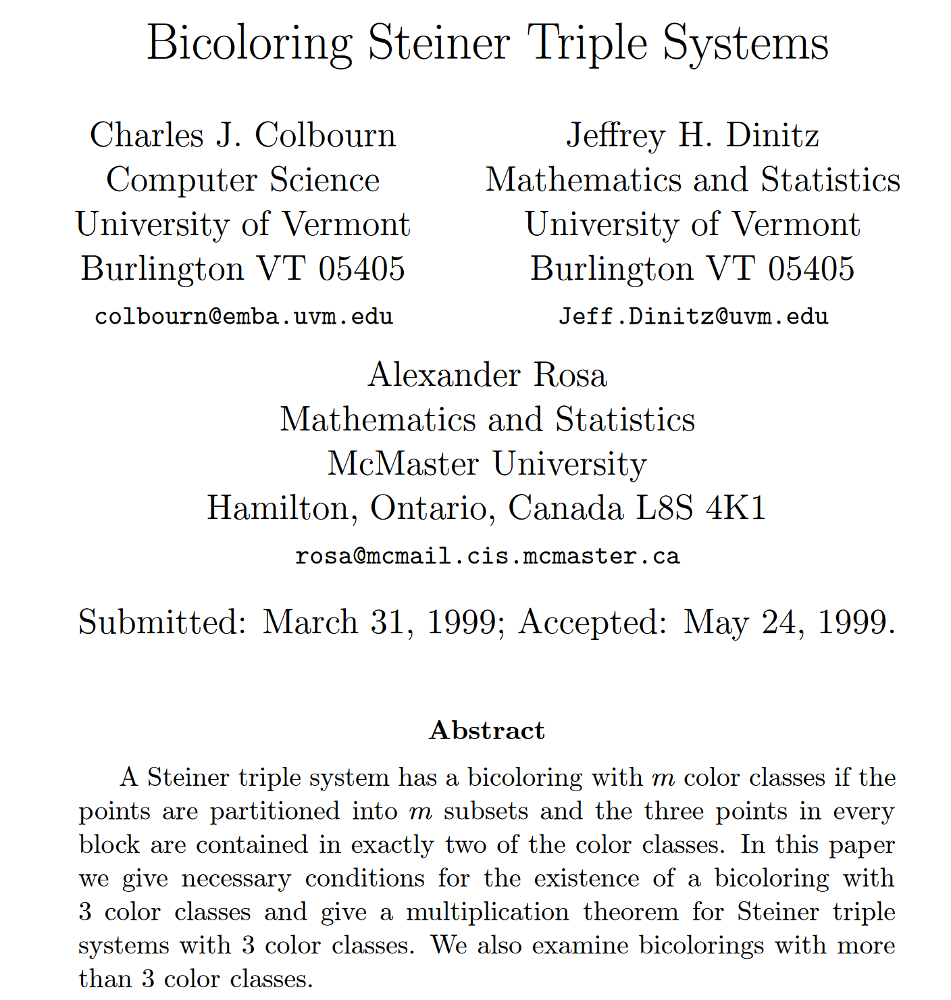 Bicoloring Steiner Triple Systems
Charles J. Colbourn
Computer Science
University of Vermont
Burlington VT 05405
colbourn@emba.uvm.edu
Jeffrey H. Dinitz
Mathematics and Statistics
University of Vermont
Burlington VT 05405
Jeff.Dinitz@uvm.edu
Alexander Rosa
Mathematics and Statistics
McMaster University
Hamilton, Ontario, Canada L8S 4K1
rosa@mcmail.cis.mcmaster.ca
Submitted: March 31, 1999; Accepted: May 24, 1999.
Abstract
A Steiner triple system has a bicoloring with m color classes if the
points are partitioned into m subsets and the three points in every
block are contained in exactly two of the color classes. In this paper
we give necessary conditions for the existence of a bicoloring with
3 color classes and give a multiplication theorem for Steiner triple
systems with 3 color classes. We also examine bicolorings with more
than 3 color classes.